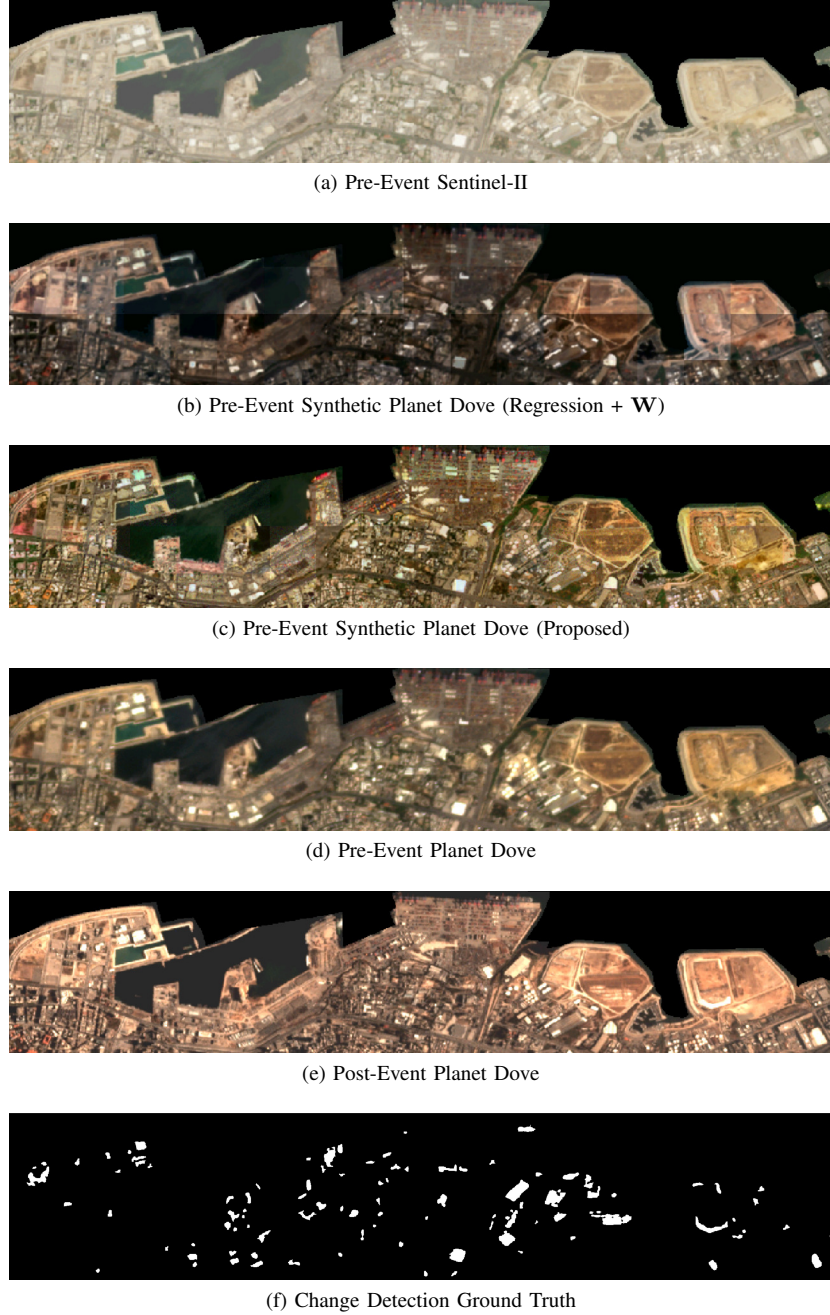 (a) Pre-Event Sentinel-II
(b) Pre-Event Synthetic Planet Dove (Regression + W)
(c) Pre-Event Synthetic Planet Dove (Proposed)
(d) Pre-Event Planet Dove
(e) Post-Event Planet Dove
(f) Change Detection Ground Truth